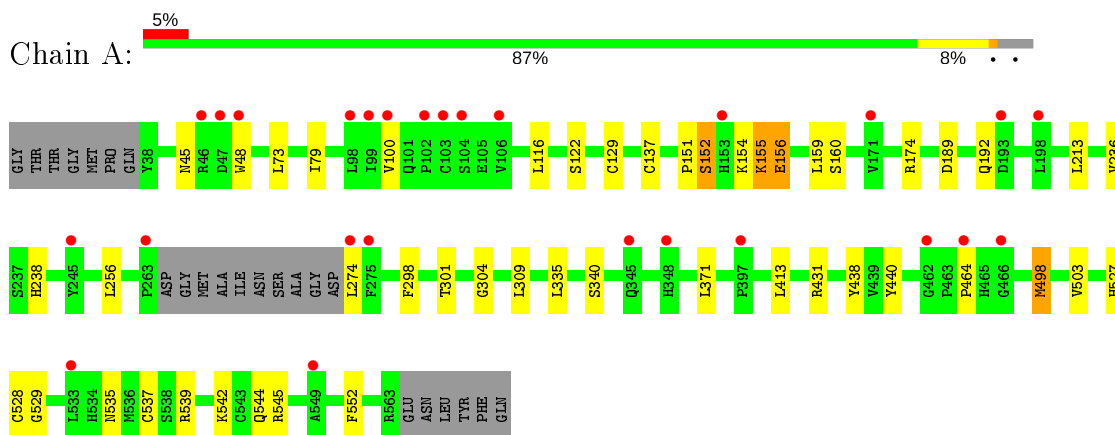 5%
Chain A:
87% 8% • •
GLY THR THR GLY MET PRO GLN Y38 N45 R46 D47 W48 L73 I79 L98 I99 V100 Q101 P102 C103 S104 E105 V106 L116 S122 C129 C137 P151 S152 H153 K154 K155 E156 L159 S160 V171 R174 D189 Q192 D193 L198 L213 V236
S237 H238 Y245 L256 P263 ASP GLY MET ALA ILE ASN SER ALA GLY ASP L274 F275 F298 T301 G304 L309 L335 S340 Q345 H348 L371 P397 L413 R431 Y438 V439 Y440 G462 P463 P464 H465 G466 M498 V503 H527
C528 G529 L533 H534 N535 M536 C537 S538 R539 K542 C543 Q544 R545 A549 F552 R563 GLU ASN LEU TYR PHE GLN